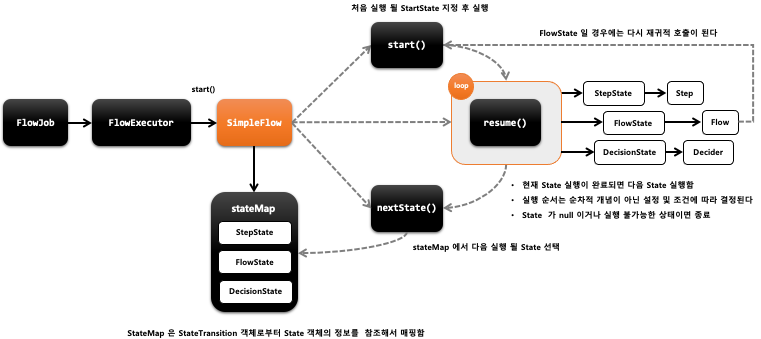 처음 실행 될 StartState 지정 후 실행
FlowState 일 경우에는 다시 재귀적 호출이 된다
start()
loop
start()
StepState
Step
FlowJob
FlowExecutor
SimpleFlow
resume()
FlowState
Flow
DecisionState
Decider
stateMap
StepState
FlowState
DecisionState
nextState()
• 현재 State 실행이 완료되면 다음 State 실행함
• 실행 순서는 순차적 개념이 아닌 설정 및 조건에 따라 결정된다
• State 가 null 이거나 실행 불가능한 상태이면 종료
stateMap 에서 다음 실행 될 State 선택
StateMap 은 StateTransition 객체로부터 State 객체의 정보를 참조해서 매핑함